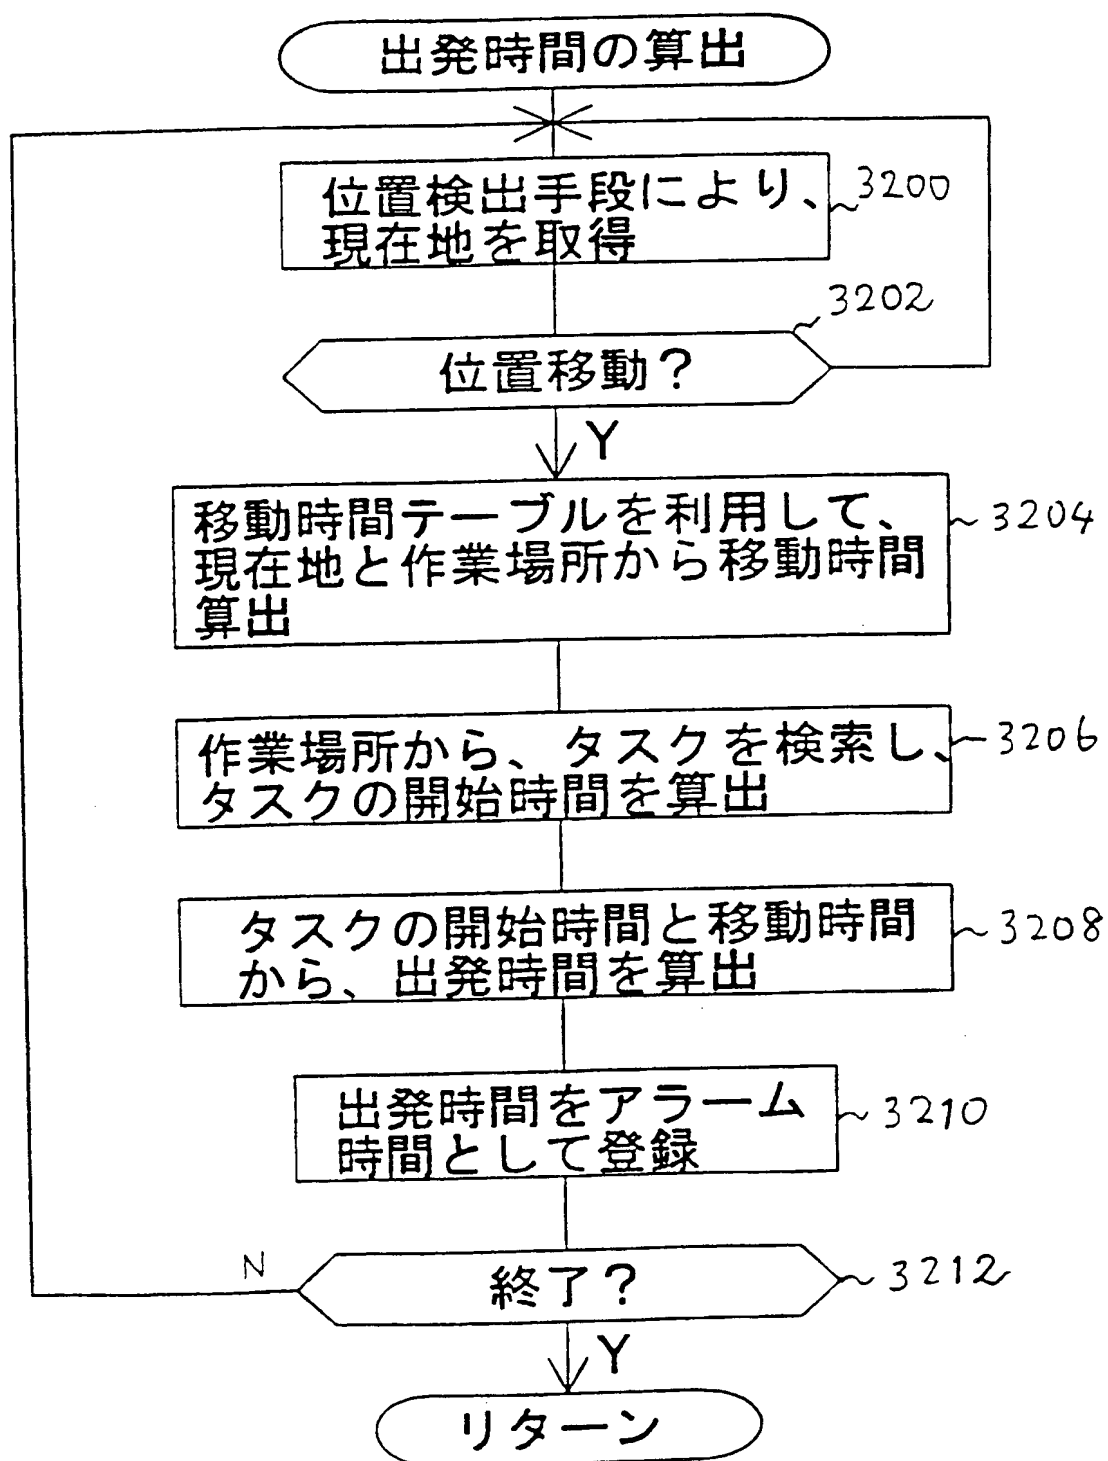 出発時間の算出
位置検出手段により、
現在地を取得
3200
3202
位置移動？
Y
移動時間テーブルを利用して、
現在地と作業場所から移動時間
算出
3204
作業場所から、タスクを検索し、
タスクの開始時間を算出
3206
タスクの開始時間と移動時間
から、出発時間を算出
3208
出発時間をアラーム
時間として登録
3210
N
終了？
3212
Y
リターン